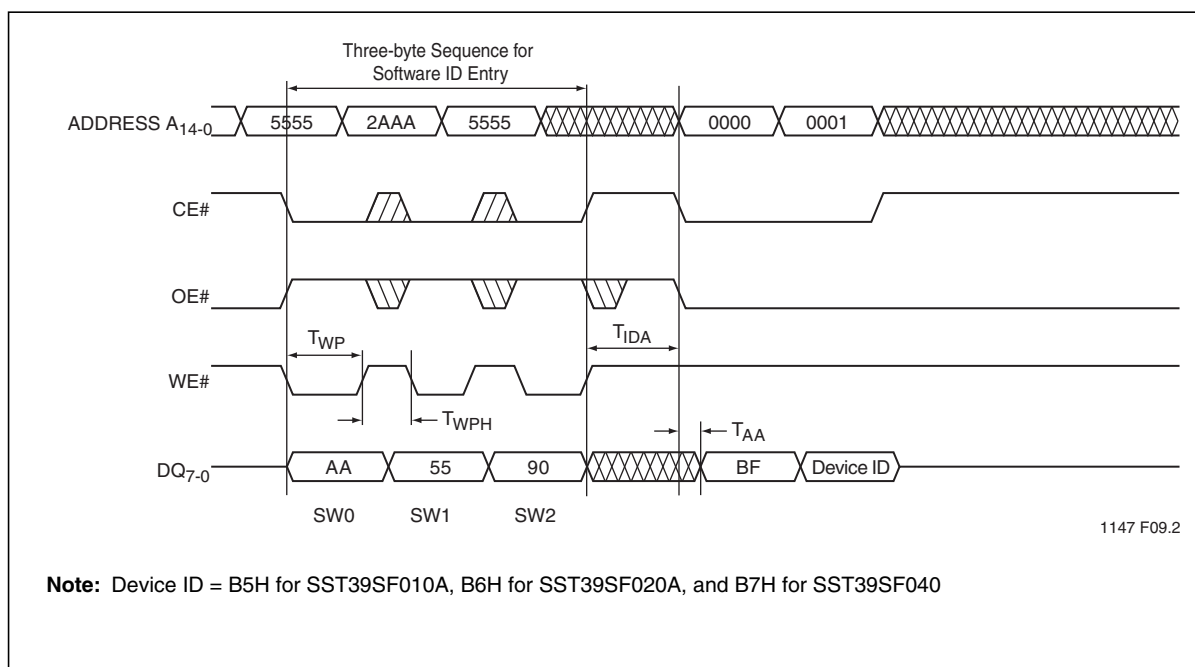 Three-byte Sequence for
Software ID Entry
ADDRESS A14-0
5555
2AAA
5555
0000
0001
CE#
OE#
TWP
TIDA
WE#
TWPH
TAA
DQ7-0
AA
55
90
BF
Device ID
SW0
SW1
SW2
1147 F09.2
Note: Device ID = B5H for SST39SF010A, B6H for SST39SF020A, and B7H for SST39SF040